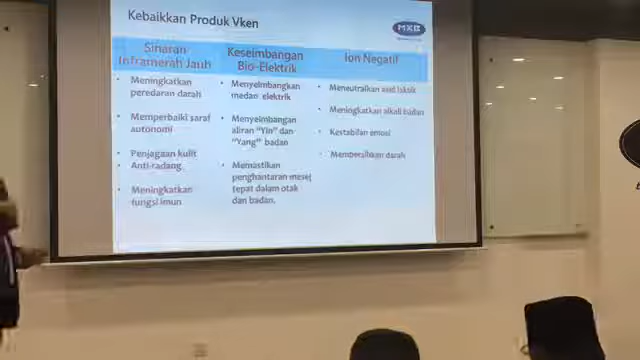 Kebaikkan Produk Vken
MXB
Sinaran
Inframerah Jauh
Meningkatkan
peredaran darah
Memperbaiki saraf
autonomi
Penjagaan kulit
Anti-radang
Meningkatkan
fungsi imun
Keseimbangan
Bio-Elektrik
Menyeimbangkan
medan elektrik
Menyeimbangan
aliran "Yin" dan
"Yang" badan
Memastikan
penghantaran mesej
tepat dalam otak
dan badan.
Ion Negatif
Meneutralkan asid laktik
Meningkatkan alkali badan
Kestabilan emosi
Membersihkan darah